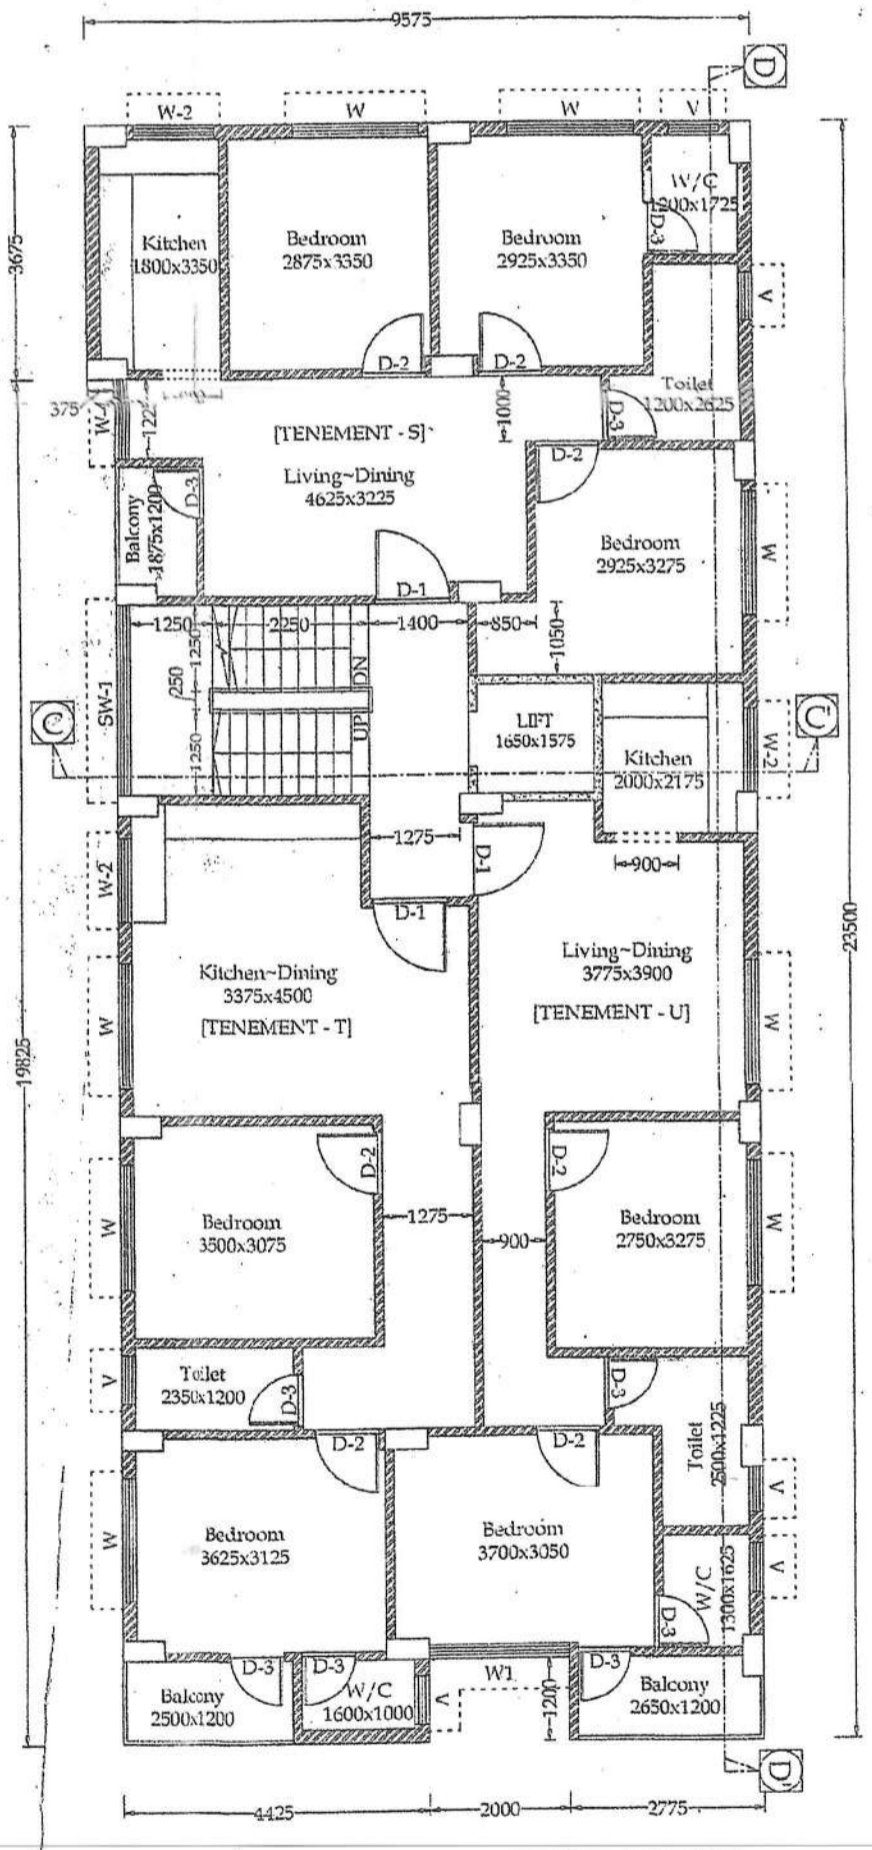 9575
D
W-2
W
W
V
3675
W/C
1200x1725
D-3
Kitchen
1800x3350
Bedroom
2875x3350
Bedroom
2925x3350
V
D-2
D-2
Toilet
1200x2625
D-3
375
W
122
1000
[TENEMENT - S]
Living~Dining
4625x3225
D-2
D-3
Balcony
1875x1200
Bedroom
2925x3275
W
D-1
1250
2250
1400
850
1050
1250
250
1250
DN
UP
SW-1
LIFT
1650x1575
Kitchen
2000x2175
W-2
1275
D-1
900
W-2
D-1
23500
Living~Dining
3775x3900
[TENEMENT - U]
Kitchen~Dining
3375x4500
[TENEMENT - T]
W
W
19825
D-2
D-2
Bedroom
3500x3075
1275
900
Bedroom
2750x3275
W
W
Toilet
2350x1200
D-3
V
D-3
Toilet
2500x1225
V
D-2
D-2
Bedroom
3625x3125
Bedroom
3700x3050
W
W/C
1300x1625
D-3
V
D-3
D-3
W1
D-3
Balcony
2500x1200
W/C
1600x1000
V
1200
Balcony
2650x1200
D'
4425
2000
2775